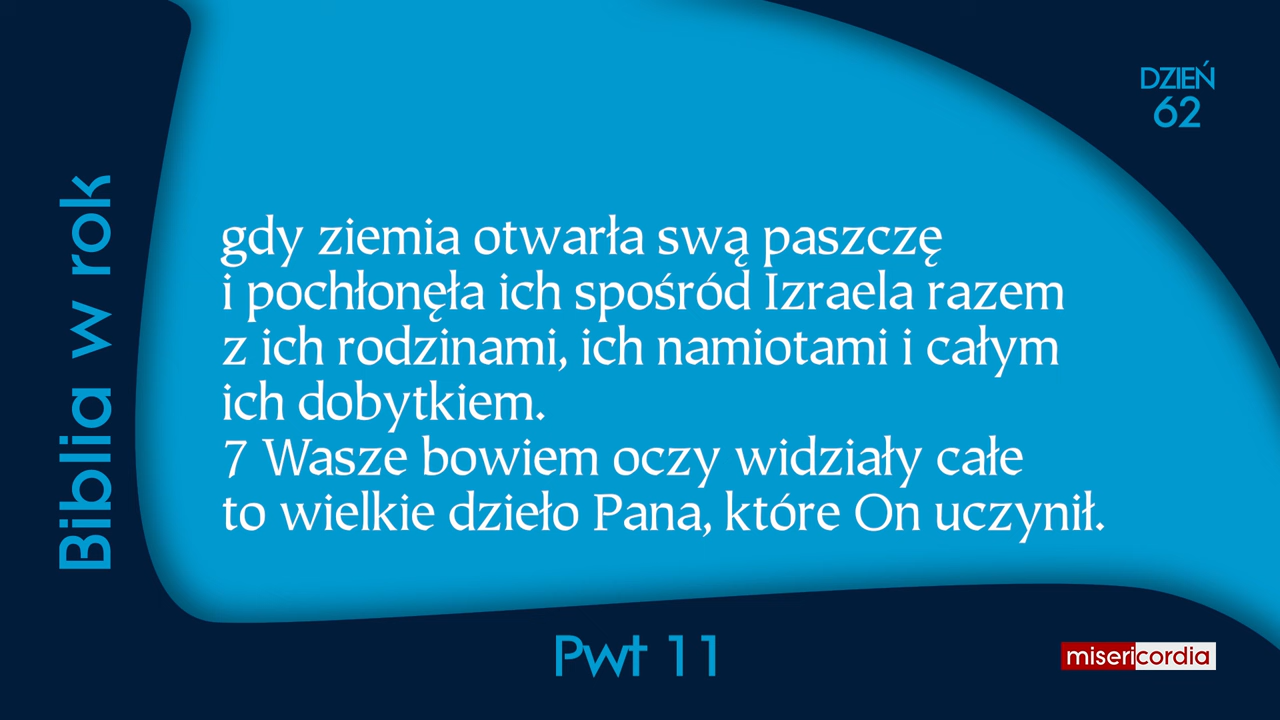 DZIEŃ
62
Biblia w rok
gdy ziemia otwarła swą paszczę
i pochłonęła ich spośród Izraela razem
z ich rodzinami, ich namiotami i całym
ich dobytkiem.
7 Wasze bowiem oczy widziały całe
to wielkie dzieło Pana, które On uczynił.
Pwt 11
misericordia